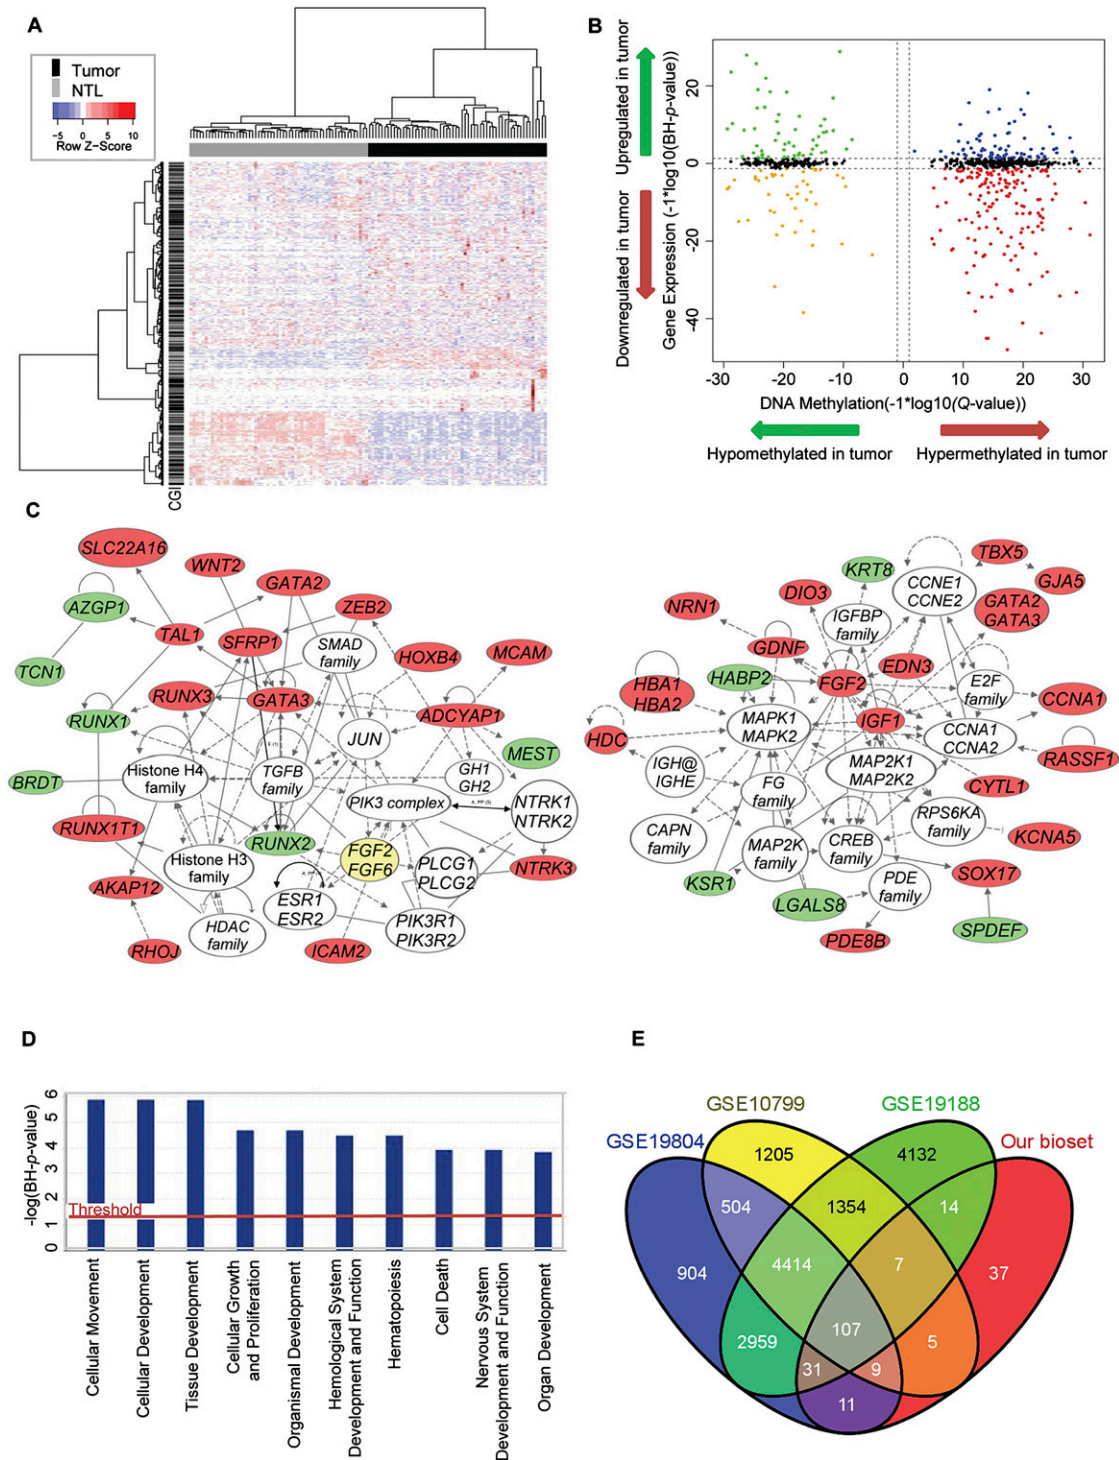 A
Tumor
NTL
-5 0 5 10
Row Z-Score
CGI
B
Upregulated in tumor
Downregulated in tumor
Gene Expression (-1*log10(BH-p-value))
20
0
-20
-40
-30 -20 -10 0 10 20 30
DNA Methylation(-1*log10(Q-value))
Hypomethylated in tumor
Hypermethylated in tumor
C
SLC22A16
WNT2
GATA2
AZGP1
ZEB2
TAL1
SFRP1
SMAD
family
HOXB4
MCAM
TCN1
RUNX3
GATA3
RUNX1
ADCYAP1
JUN
MEST
BRDT
Histone H4
family
TGFB
family
GH1
GH2
PIK3 complex
NTRK1
NTRK2
RUNX1T1
RUNX2
FGF2
FGF6
Histone H3
family
PLCG1
PLCG2
NTRK3
AKAP12
ESR1
ESR2
HDAC
family
PIK3R1
PIK3R2
RHOJ
ICAM2
TBX5
KRT8
CCNE1
CCNE2
GJA5
DIO3
NRN1
IGFBP
family
GATA2
GATA3
GDNF
EDN3
HABP2
FGF2
E2F
family
HBA1
HBA2
CCNA1
MAPK1
MAPK2
IGF1
CCNA1
CCNA2
HDC
RASSF1
IGH@
IGHE
MAP2K1
MAP2K2
FG
family
CYTL1
CAPN
family
RPS6KA
family
KCNA5
MAP2K
family
CREB
family
KSR1
PDE
family
SOX17
LGALS8
SPDEF
PDE8B
D
-log(BH-p-value)
6
5
4
3
2
1
0
Threshold
Cellular Movement
Cellular Development
Tissue Development
Cellular Growth
and Proliferation
Organismal Development
Hemological System
Development and Function
Hematopoiesis
Cell Death
Nervous System
Development and Function
Organ Development
E
GSE10799
GSE19188
GSE19804
Our bioset
1205
4132
504
1354
14
904
4414
7
37
107
2959
5
31
9
11